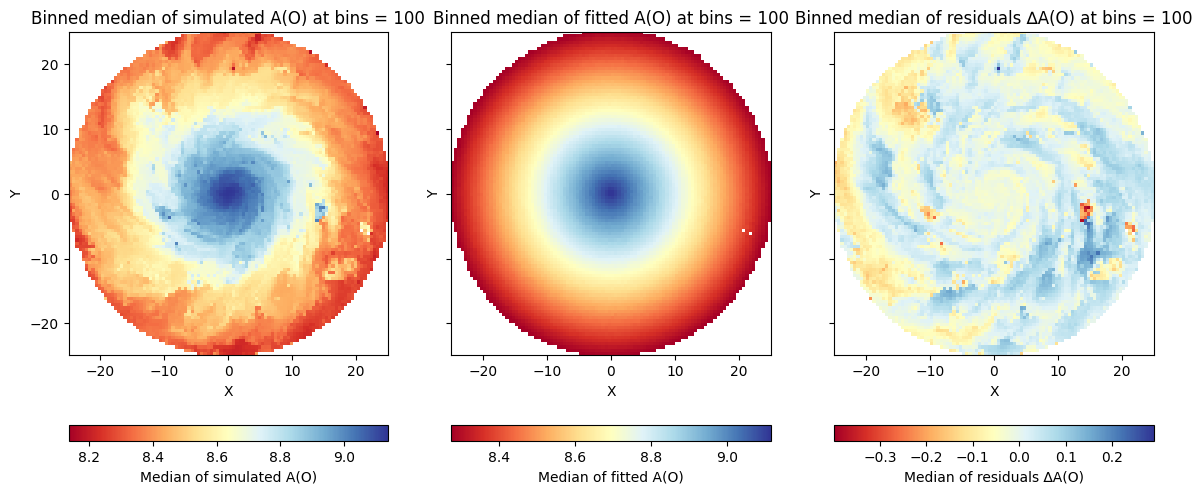 Binned median of simulated A(O) at bins = 100
Binned median of fitted A(O) at bins = 100
Binned median of residuals ΔA(O) at bins = 100
20
10
0
−10
−20
Y
Y
Y
−20 −10 0 10 20
−20 −10 0 10 20
−20 −10 0 10 20
X
X
X
8.2 8.4 8.6 8.8 9.0
8.4 8.6 8.8 9.0
−0.3 −0.2 −0.1 0.0 0.1 0.2
Median of simulated A(O)
Median of fitted A(O)
Median of residuals ΔA(O)